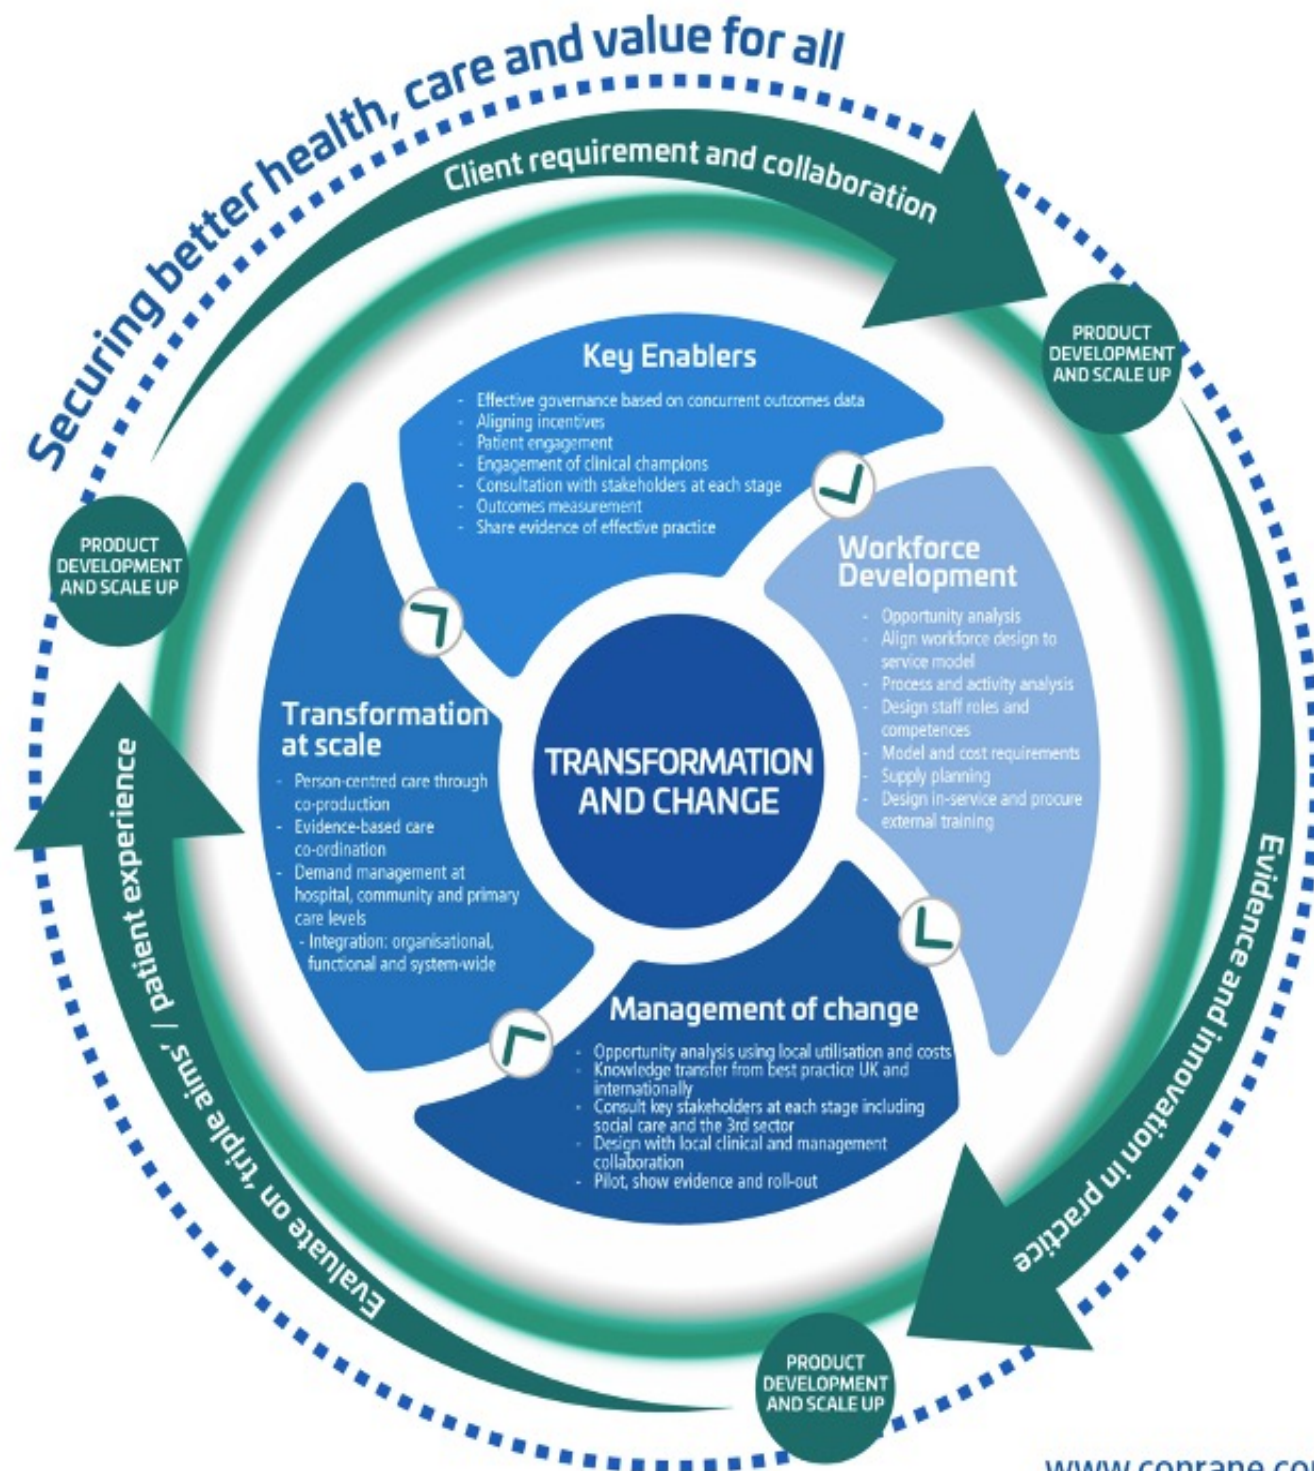 Securing better health, care and value for all
Client requirement and collaboration
PRODUCT
DEVELOPMENT
AND SCALE UP
Key Enablers
- Effective governance based on concurrent outcomes data
- Aligning incentives
- Patient engagement
- Engagement of clinical champions
- Consultation with stakeholders at each stage
- Outcomes measurement
- Share evidence of effective practice
Workforce
Development
- Opportunity analysis
- Align workforce design to
service model
- Process and activity analysis
- Design staff roles and
competences
- Model and cost requirements
- Supply planning
- Design in-service and procure
external training
PRODUCT
DEVELOPMENT
AND SCALE UP
Transformation
at scale
- Person-centred care through
co-production
- Evidence-based care
co-ordination
- Demand management at
hospital, community and primary
care levels
- Integration: organisational,
functional and system-wide
TRANSFORMATION
AND CHANGE
Evidence and innovation in practice
Management of change
- Opportunity analysis using local utilisation and costs
- Knowledge transfer from best practice UK and
internationally
- Consult key stakeholders at each stage including
social care and the 3rd sector
- Design with local clinical and management
collaboration
- Pilot, show evidence and roll-out
Evaluate on 'triple aims' / patient experience
PRODUCT
DEVELOPMENT
AND SCALE UP